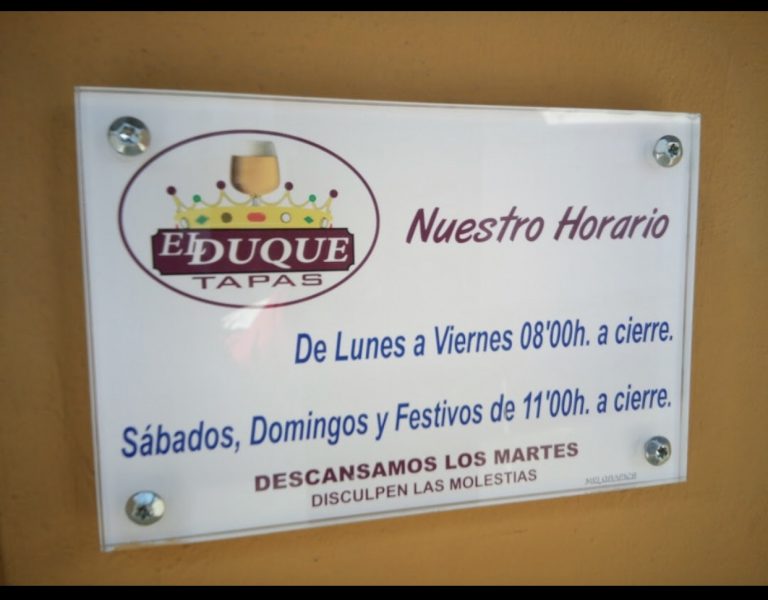 El DUQUE
TAPAS
Nuestro Horario
De Lunes a Viernes 08'00h. a cierre.
Sábados, Domingos y Festivos de 11'00h. a cierre.
DESCANSAMOS LOS MARTES
DISCULPEN LAS MOLESTIAS